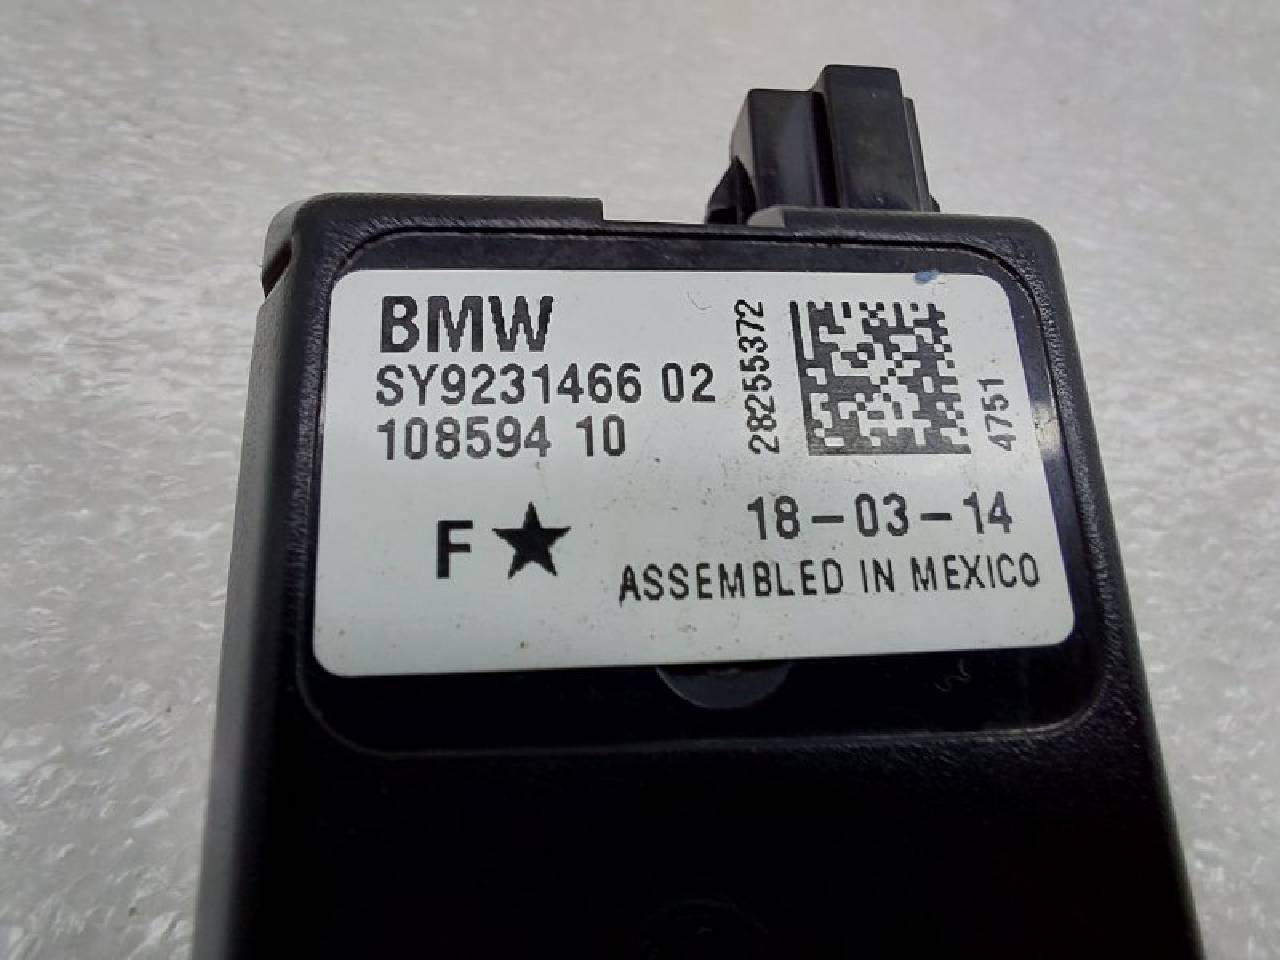 BMW
SY9231466 02
108594 10
28255372
4751
F★
18-03-14
ASSEMBLED IN MEXICO